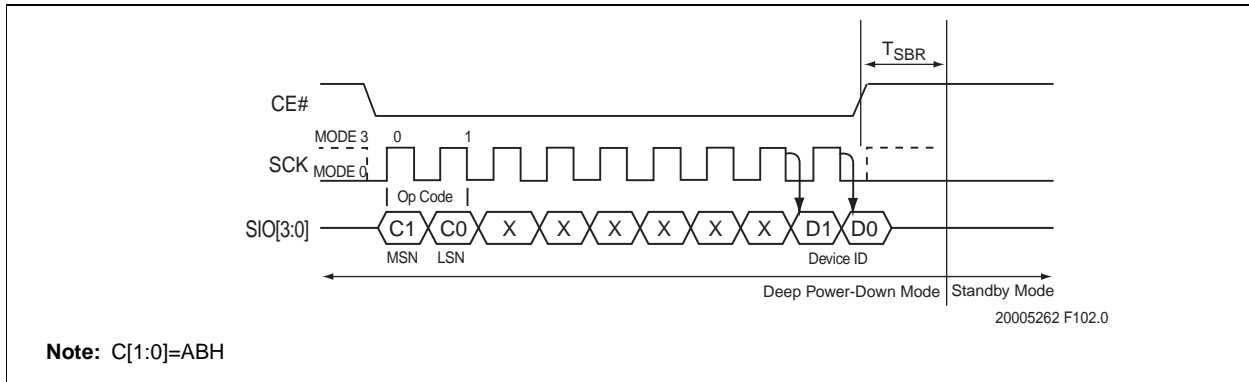 T_SBR
CE#
MODE 3 0 1
SCK
MODE 0
Op Code
SIO[3:0] C1 C0 X X X X X X D1 D0
MSN LSN Device ID
Deep Power-Down Mode Standby Mode
20005262 F102.0
Note: C[1:0]=ABH